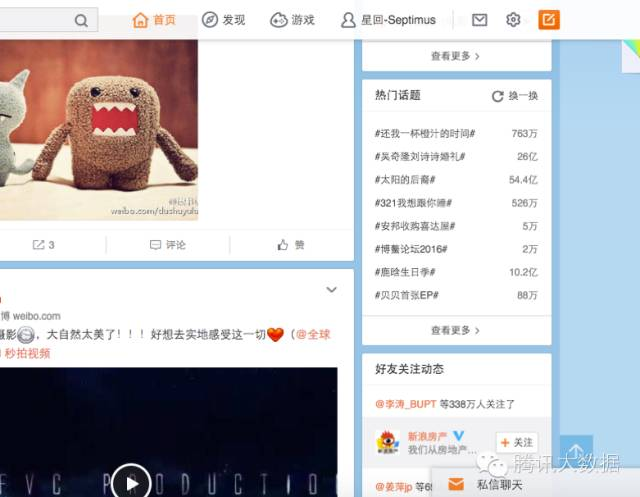 首页 发现 游戏 星回-Septimus
查看更多 >
热门话题 换一换
#还我一杯橙汁的时间# 763万
#吴奇隆刘诗诗婚礼# 26亿
#太阳的后裔# 54.4亿
#321我想跟你睡# 526万
#安邦收购喜达屋# 5万
#博鳌论坛2016# 2万
#鹿晗生日季# 10.2亿
#贝贝首张EP# 88万
查看更多 >
weibo.com/dushuyulu
3 评论 赞
博 weibo.com
摄影，大自然太美了！！！好想去实地感受这一切（@全球
秒拍视频
EVC PRODUCTION
好友关注动态
@李涛_BUPT 等338万人关注了
新浪房产
我们从房地产... + 关注
@姜萍jp 等69
私信聊天
腾讯大数据